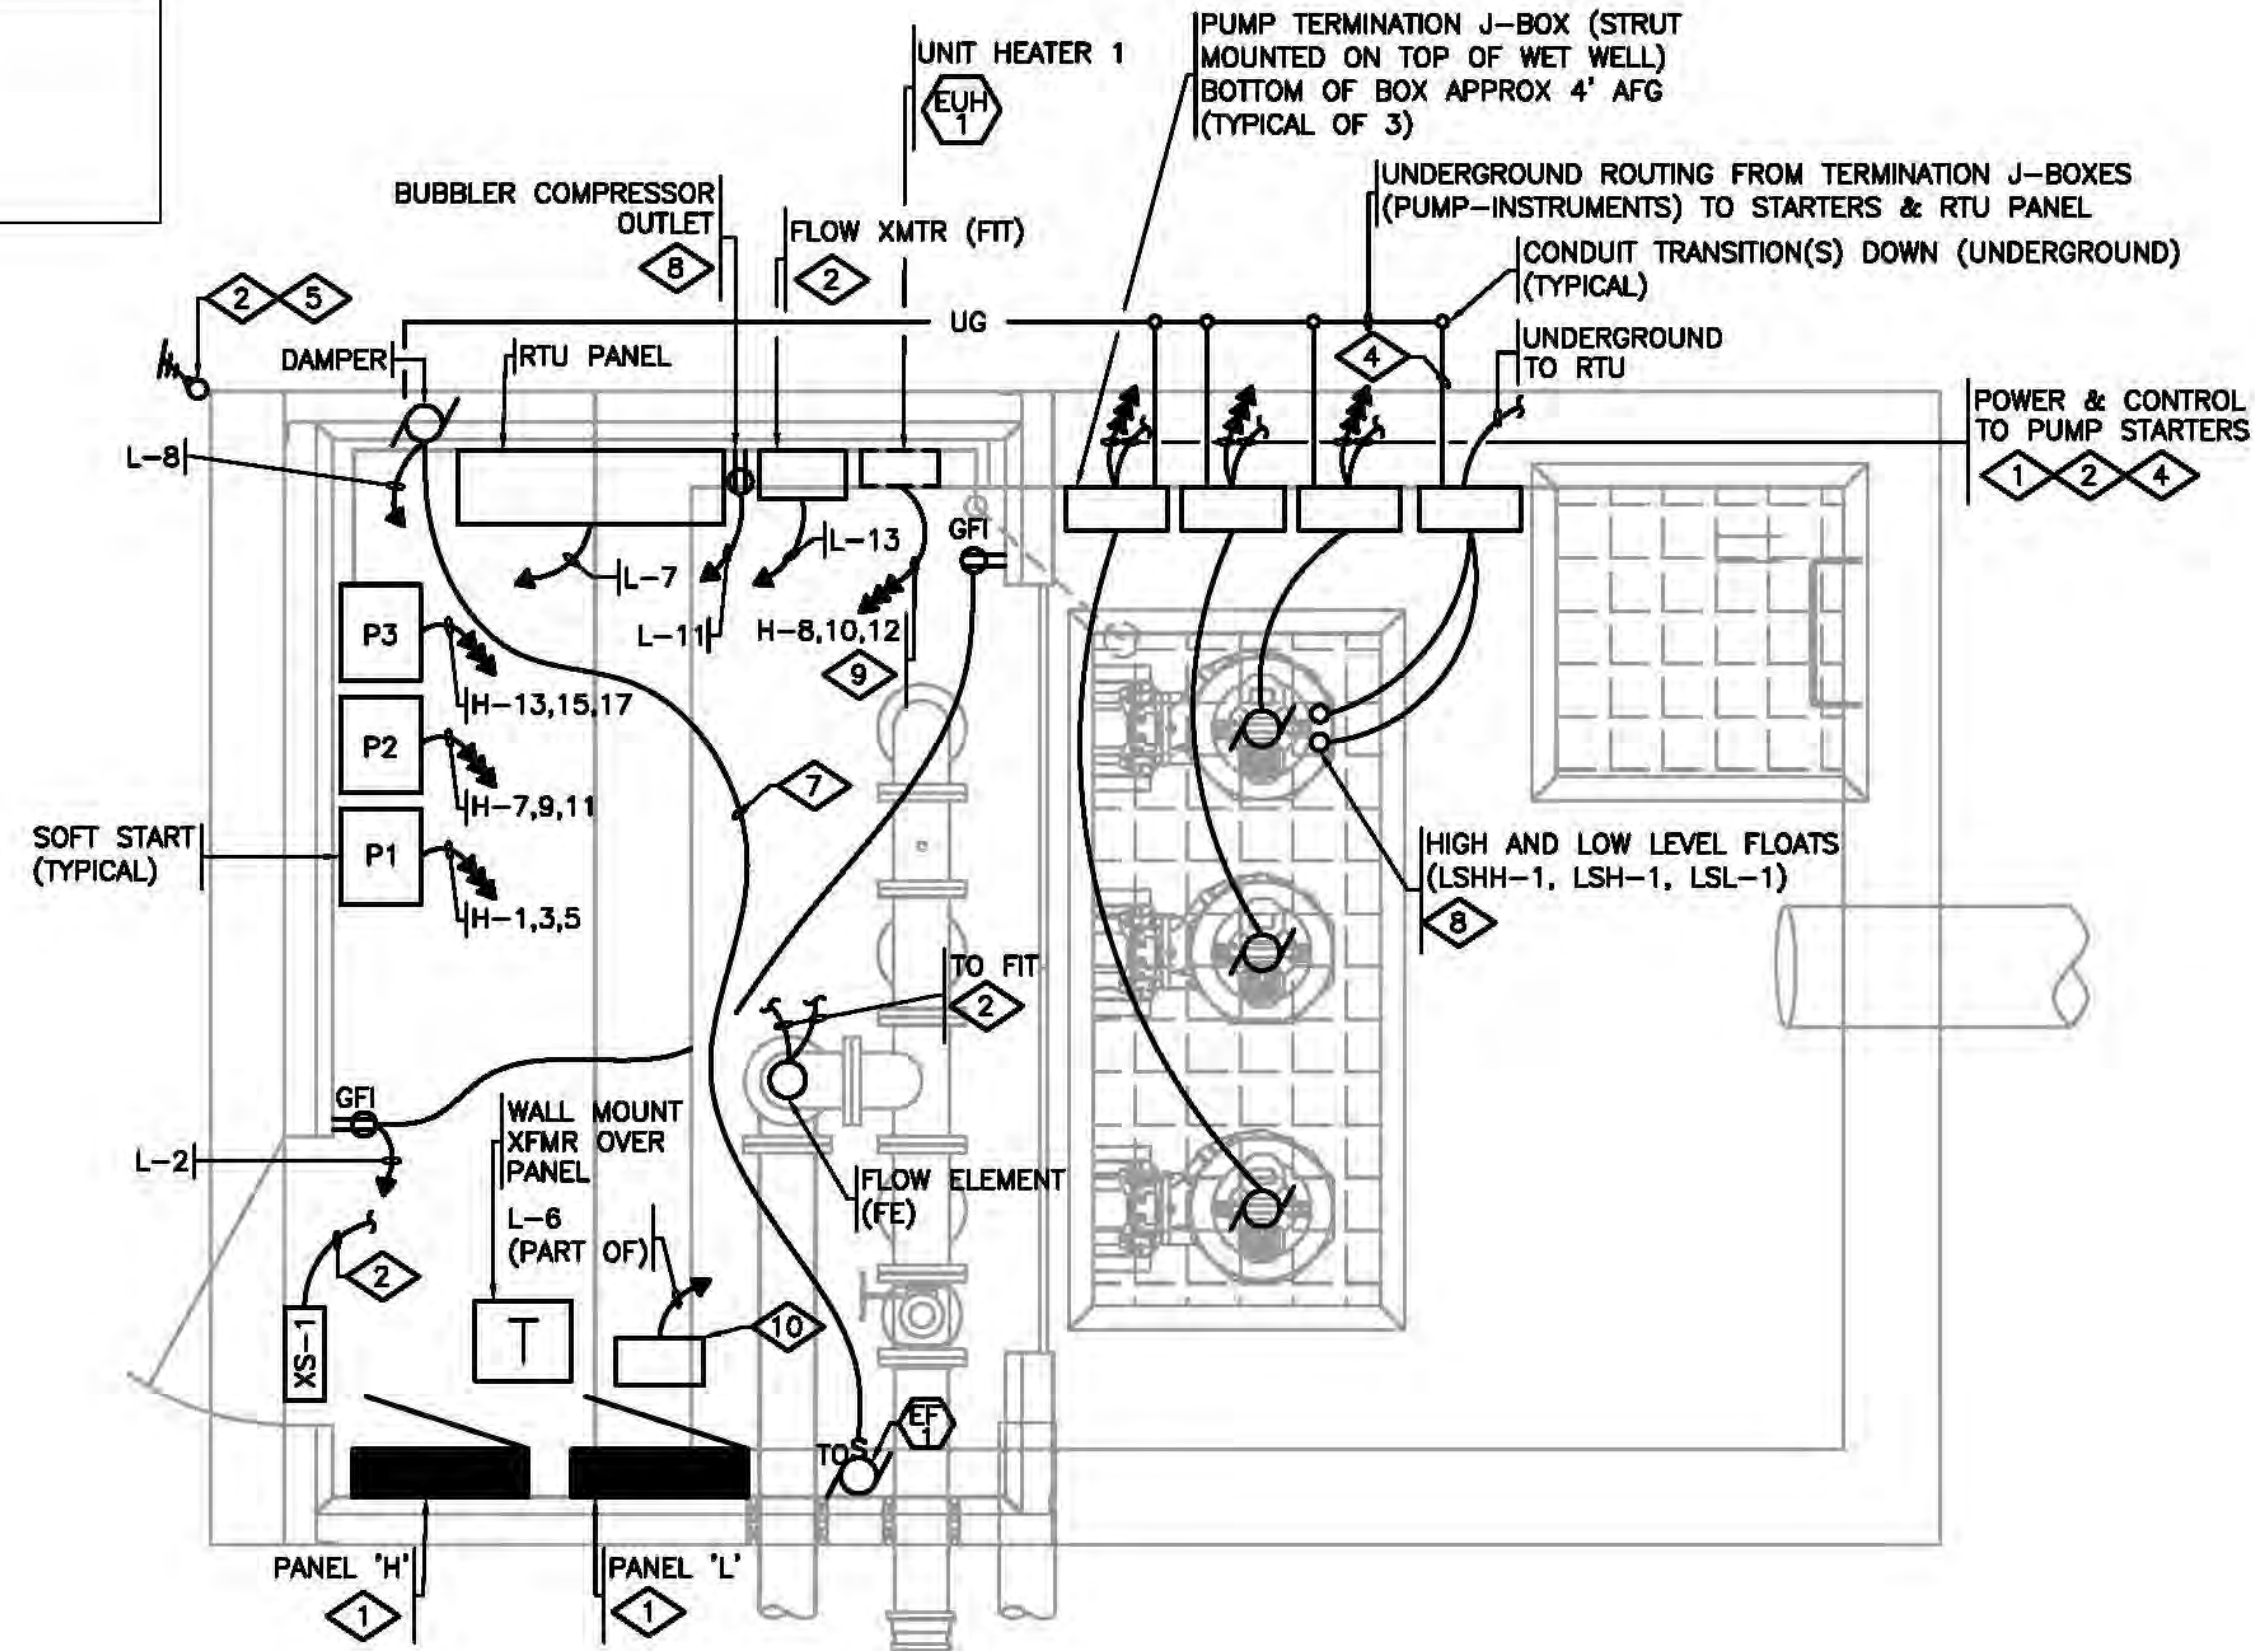 PUMP TERMINATION J-BOX (STRUT
MOUNTED ON TOP OF WET WELL)
BOTTOM OF BOX APPROX 4' AFG
(TYPICAL OF 3)
UNIT HEATER 1
EUH
1
UNDERGROUND ROUTING FROM TERMINATION J-BOXES
(PUMP-INSTRUMENTS) TO STARTERS & RTU PANEL
BUBBLER COMPRESSOR
OUTLET
8
FLOW XMTR (FIT)
2
CONDUIT TRANSITION(S) DOWN (UNDERGROUND)
(TYPICAL)
2
5
UG
DAMPER
RTU PANEL
4
UNDERGROUND
TO RTU
POWER & CONTROL
TO PUMP STARTERS
1
2
4
L-8
GFI
L-13
L-7
L-11
H-8,10,12
9
P3
H-13,15,17
P2
H-7,9,11
7
SOFT START
(TYPICAL)
P1
H-1,3,5
HIGH AND LOW LEVEL FLOATS
(LSHH-1, LSH-1, LSL-1)
8
TO FIT
2
GFI
L-2
WALL MOUNT
XFMR OVER
PANEL
L-6
(PART OF)
FLOW ELEMENT
(FE)
2
XS-1
T
10
EF
1
TO
S
PANEL 'H'
1
PANEL 'L'
1